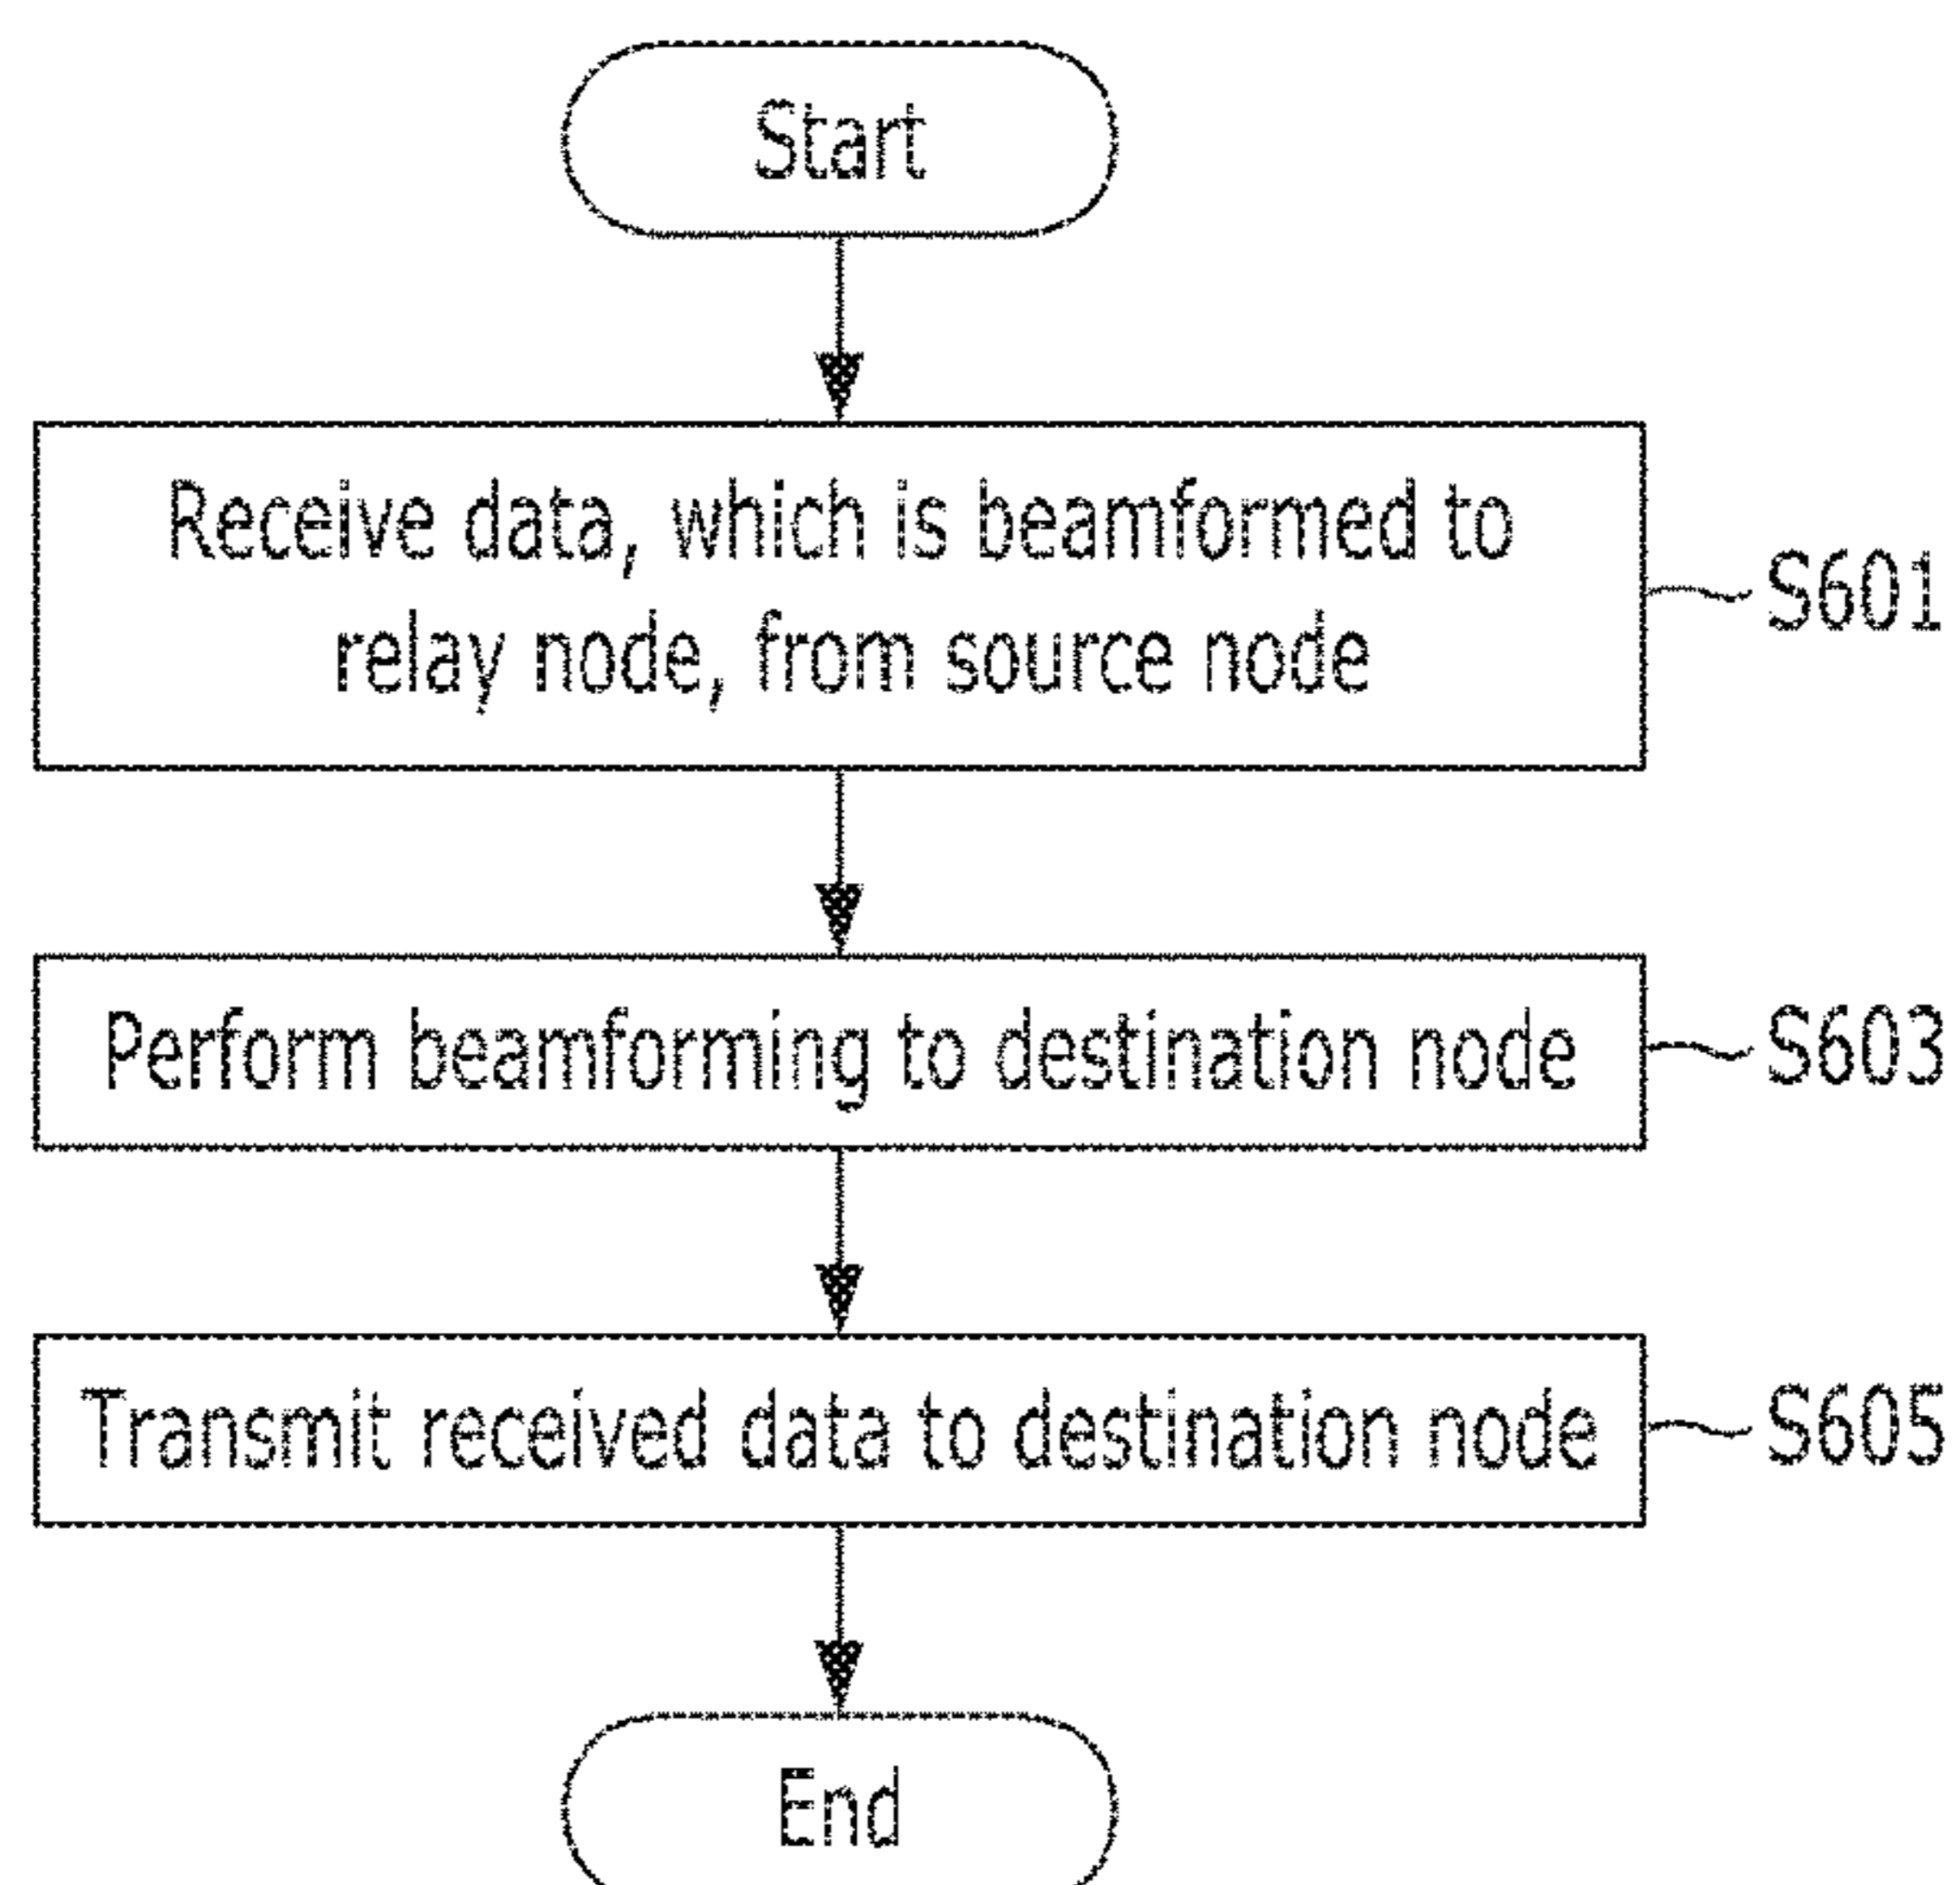 Start
Receive data, which is beamformed to
relay node, from source node
S601
Perform beamforming to destination node
S603
Transmit received data to destination node
S605
End